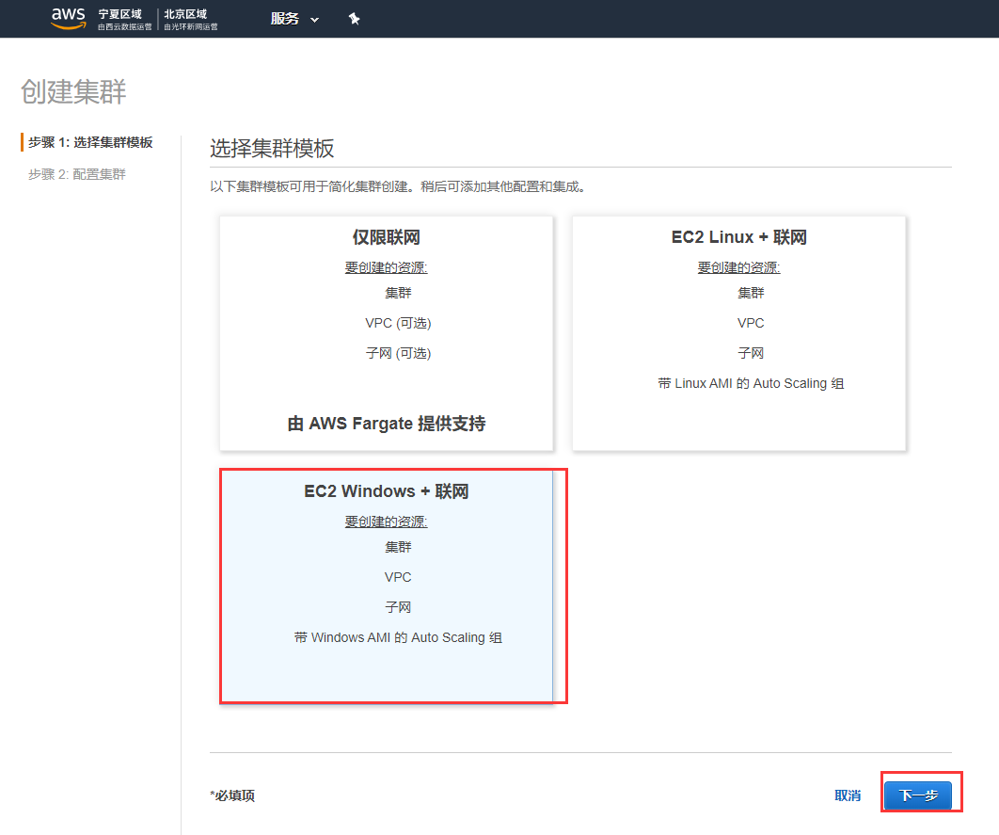 aws 宁夏区域 北京区域 服务
由西云数据运营 由光环新网运营
创建集群
步骤 1: 选择集群模板
步骤 2: 配置集群
选择集群模板
以下集群模板可用于简化集群创建。稍后可添加其他配置和集成。
仅限联网
要创建的资源:
集群
VPC (可选)
子网 (可选)
由 AWS Fargate 提供支持
EC2 Linux + 联网
要创建的资源:
集群
VPC
子网
带 Linux AMI 的 Auto Scaling 组
EC2 Windows + 联网
要创建的资源:
集群
VPC
子网
带 Windows AMI 的 Auto Scaling 组
*必填项
取消
下一步